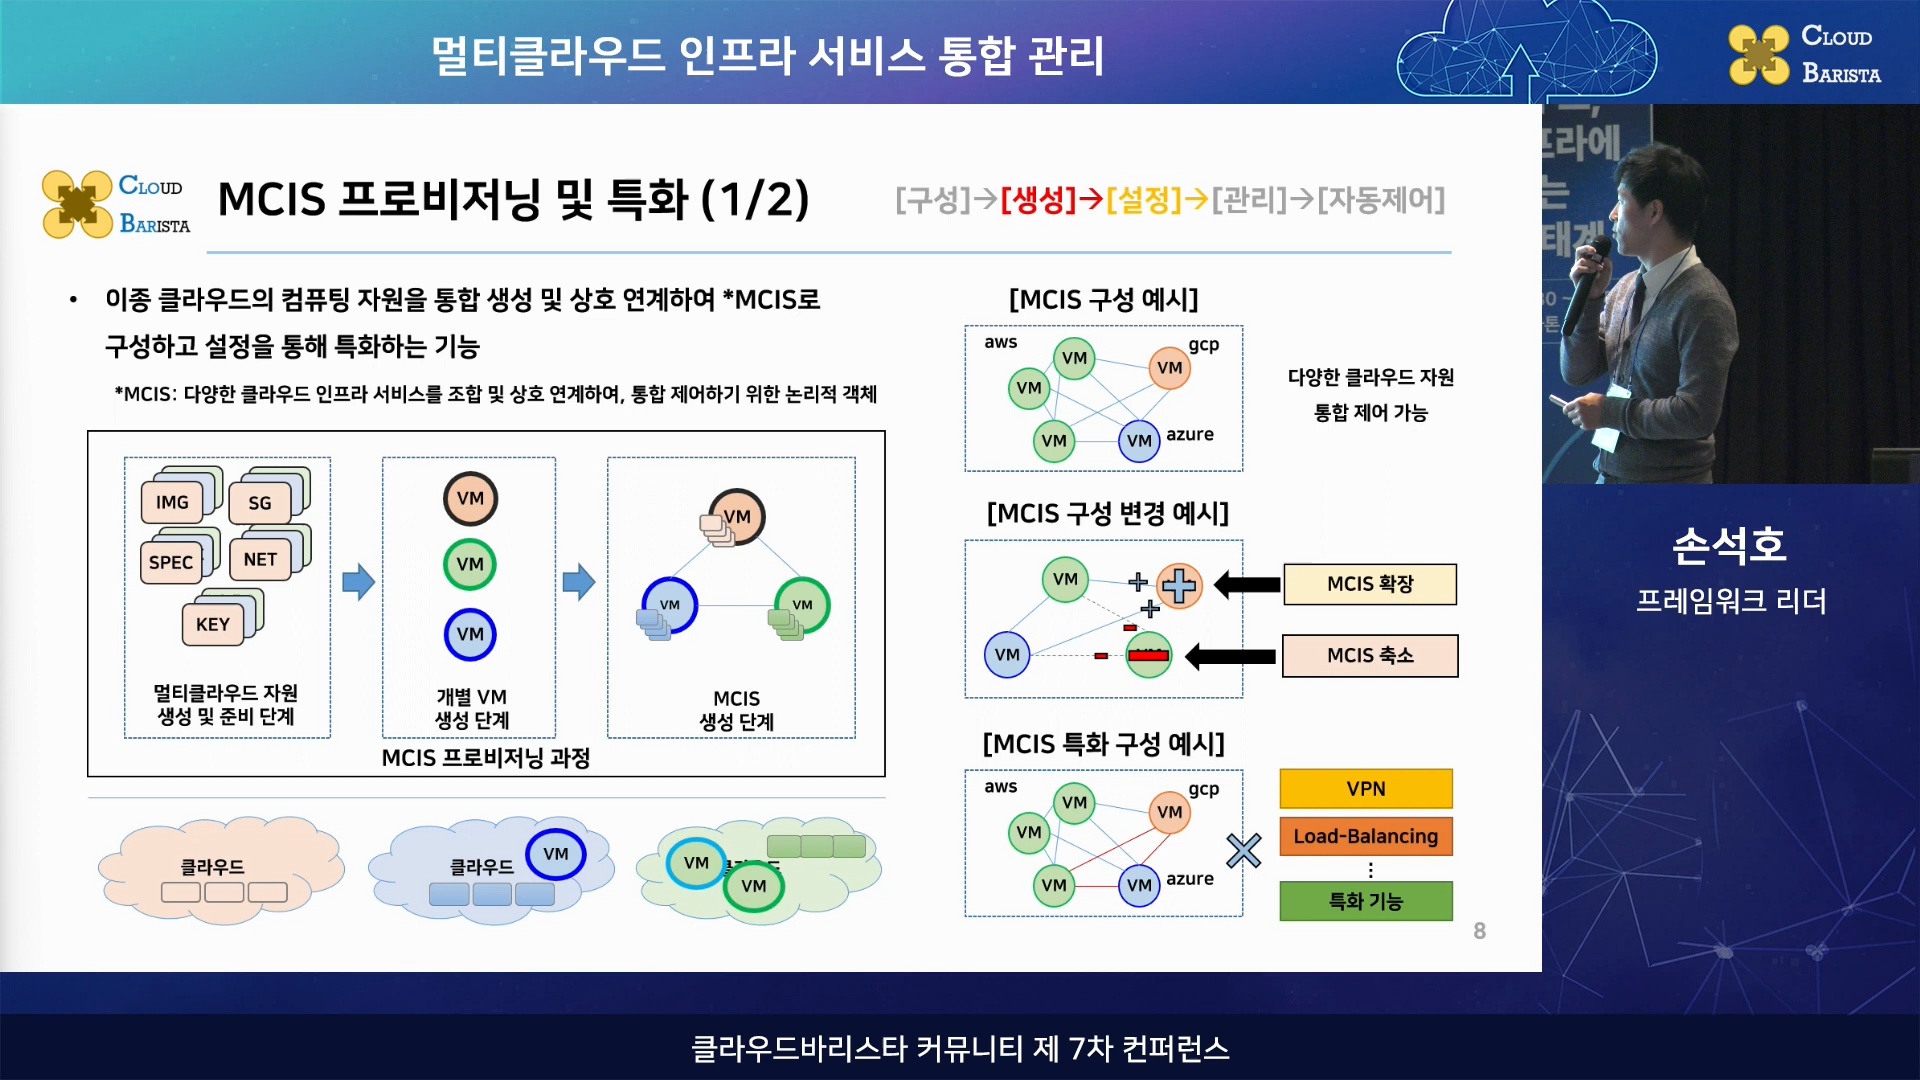 멀티클라우드 인프라 서비스 통합 관리
CLOUD
BARISTA
CLOUD
BARISTA
MCIS 프로비저닝 및 특화 (1/2)
[구성]→[생성]→[설정]→[관리]→[자동제어]
• 이종 클라우드의 컴퓨팅 자원을 통합 생성 및 상호 연계하여 *MCIS로
구성하고 설정을 통해 특화하는 기능
*MCIS: 다양한 클라우드 인프라 서비스를 조합 및 상호 연계하여, 통합 제어하기 위한 논리적 객체
IMG
SG
SPEC
NET
KEY
멀티클라우드 자원
생성 및 준비 단계
VM
VM
VM
개별 VM
생성 단계
VM
VM
VM
MCIS
생성 단계
MCIS 프로비저닝 과정
클라우드
클라우드
VM
VM
VM
[MCIS 구성 예시]
aws
VM
gcp
VM
VM
VM
VM
azure
다양한 클라우드 자원
통합 제어 가능
[MCIS 구성 변경 예시]
VM
VM
MCIS 확장
MCIS 축소
[MCIS 특화 구성 예시]
aws
VM
gcp
VM
VM
VM
VM
azure
VPN
Load-Balancing
⋮
특화 기능
8
프라에
는
태계
손석호
프레임워크 리더
클라우드바리스타 커뮤니티 제 7차 컨퍼런스